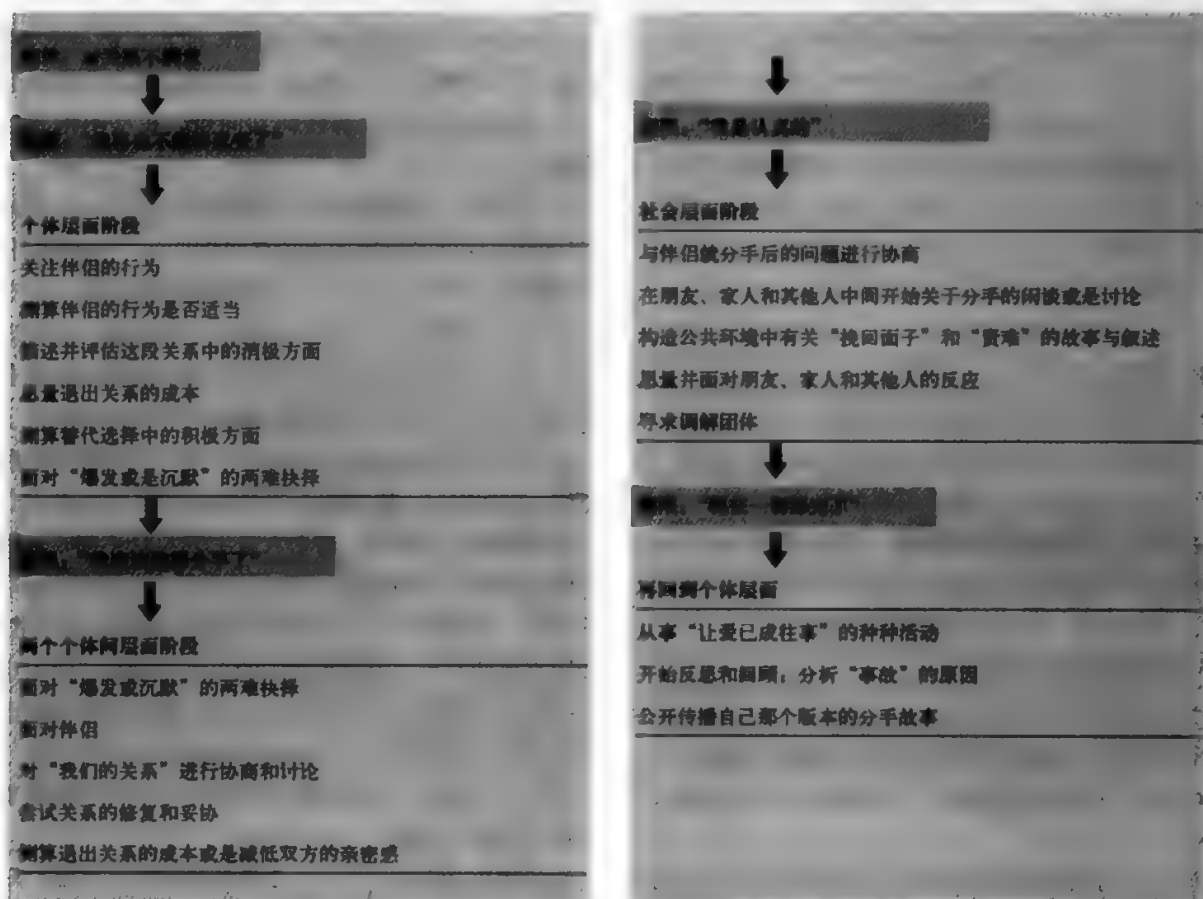 个体层面阶段
关注伴侣的行为
测算伴侣的行为是否适当
描述并评估这段关系中的消极方面
思量退出关系的成本
测算替代选择中的积极方面
面对“爆发或是沉默”的两难抉择
两个个体间层面阶段
面对“爆发或沉默”的两难抉择
面对伴侣
对“我们的关系”进行协商和讨论
尝试关系的修复和妥协
测算退出关系的成本或是减低双方的亲密感
“我是认真的”
社会层面阶段
与伴侣就分手后的问题进行协商
在朋友、家人和其他人中间开始关于分手的闲谈或是讨论
构造公共环境中有关“挽回面子”和“责难”的故事与叙述
思量并面对朋友、家人和其他人的反应
寻求调解团体
再回到个体层面
从事“让爱已成往事”的种种活动
开始反思和回顾；分析“事故”的原因
公开传播自己那个版本的分手故事